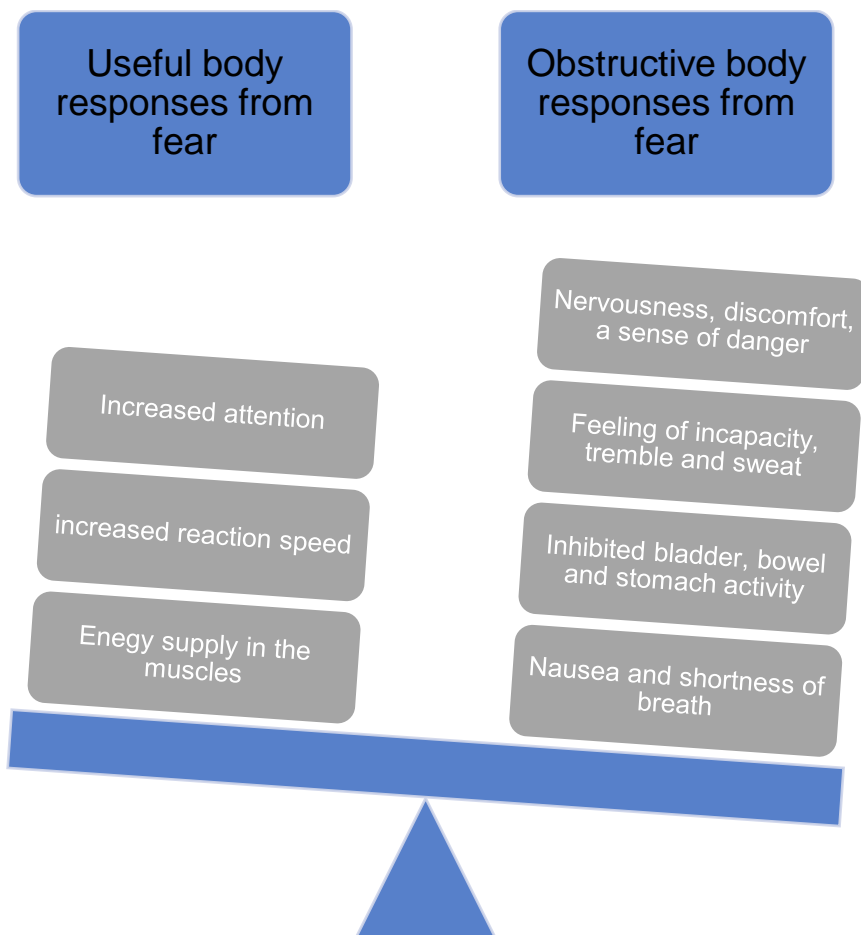 Useful body
responses from
fear
Obstructive body
responses from
fear
Increased attention
increased reaction speed
Enegy supply in the
muscles
Nervousness, discomfort,
a sense of danger
Feeling of incapacity,
tremble and sweat
Inhibited bladder, bowel
and stomach activity
Nausea and shortness of
breath